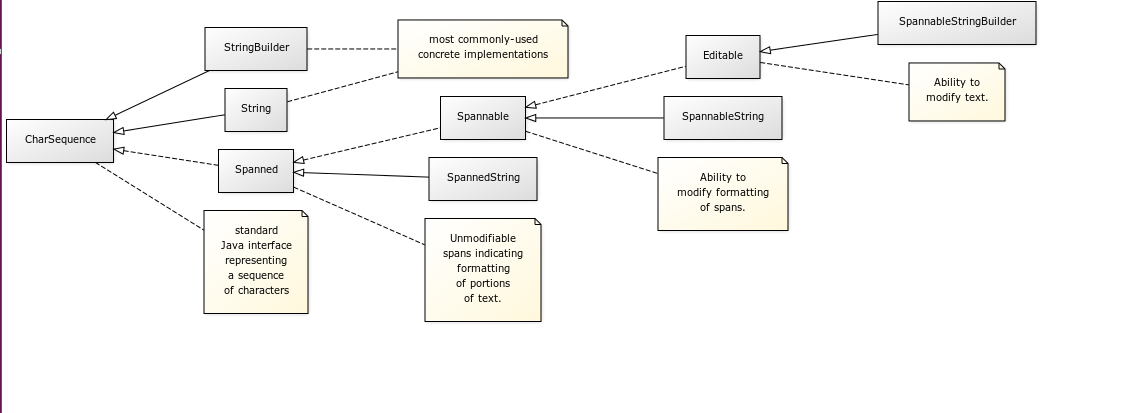 SpannableStringBuilder
StringBuilder
most commonly-used
concrete implementations
Editable
Ability to
modify text.
String
Spannable
SpannableString
CharSequence
Spanned
SpannedString
Ability to
modify formatting
of spans.
standard
Java interface
representing
a sequence
of characters
Unmodifiable
spans indicating
formatting
of portions
of text.